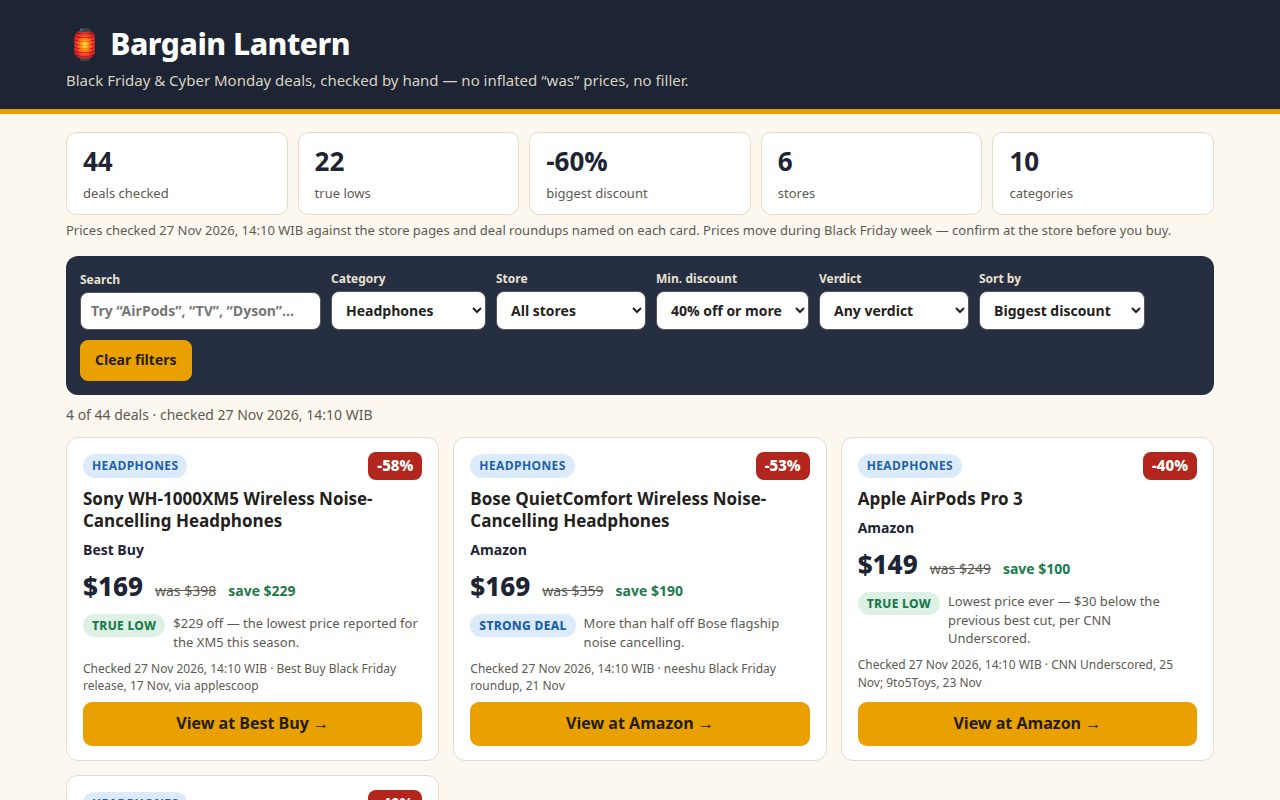 Bargain Lantern
Black Friday & Cyber Monday deals, checked by hand — no inflated “was” prices, no filler.
44
deals checked
22
true lows
-60%
biggest discount
6
stores
10
categories
Prices checked 27 Nov 2026, 14:10 WIB against the store pages and deal roundups named on each card. Prices move during Black Friday week — confirm at the store before you buy.
Search
Try “AirPods”, “TV”, “Dyson”...
Category
Headphones
Store
All stores
Min. discount
40% off or more
Verdict
Any verdict
Sort by
Biggest discount
Clear filters
4 of 44 deals · checked 27 Nov 2026, 14:10 WIB
HEADPHONES
-58%
Sony WH-1000XM5 Wireless Noise-
Cancelling Headphones
Best Buy
$169 was $398 save $229
TRUE LOW
$229 off — the lowest price reported for
the XM5 this season.
Checked 27 Nov 2026, 14:10 WIB · Best Buy Black Friday
release, 17 Nov, via applescoop
View at Best Buy →
HEADPHONES
-53%
Bose QuietComfort Wireless Noise-
Cancelling Headphones
Amazon
$169 was $359 save $190
STRONG DEAL
More than half off Bose flagship
noise cancelling.
Checked 27 Nov 2026, 14:10 WIB · neeshu Black Friday
roundup, 21 Nov
View at Amazon →
HEADPHONES
-40%
Apple AirPods Pro 3
Amazon
$149 was $249 save $100
TRUE LOW
Lowest price ever — $30 below the
previous best cut, per CNN
Underscored.
Checked 27 Nov 2026, 14:10 WIB · CNN Underscored, 25
Nov; 9to5Toys, 23 Nov
View at Amazon →
HEADPHONES